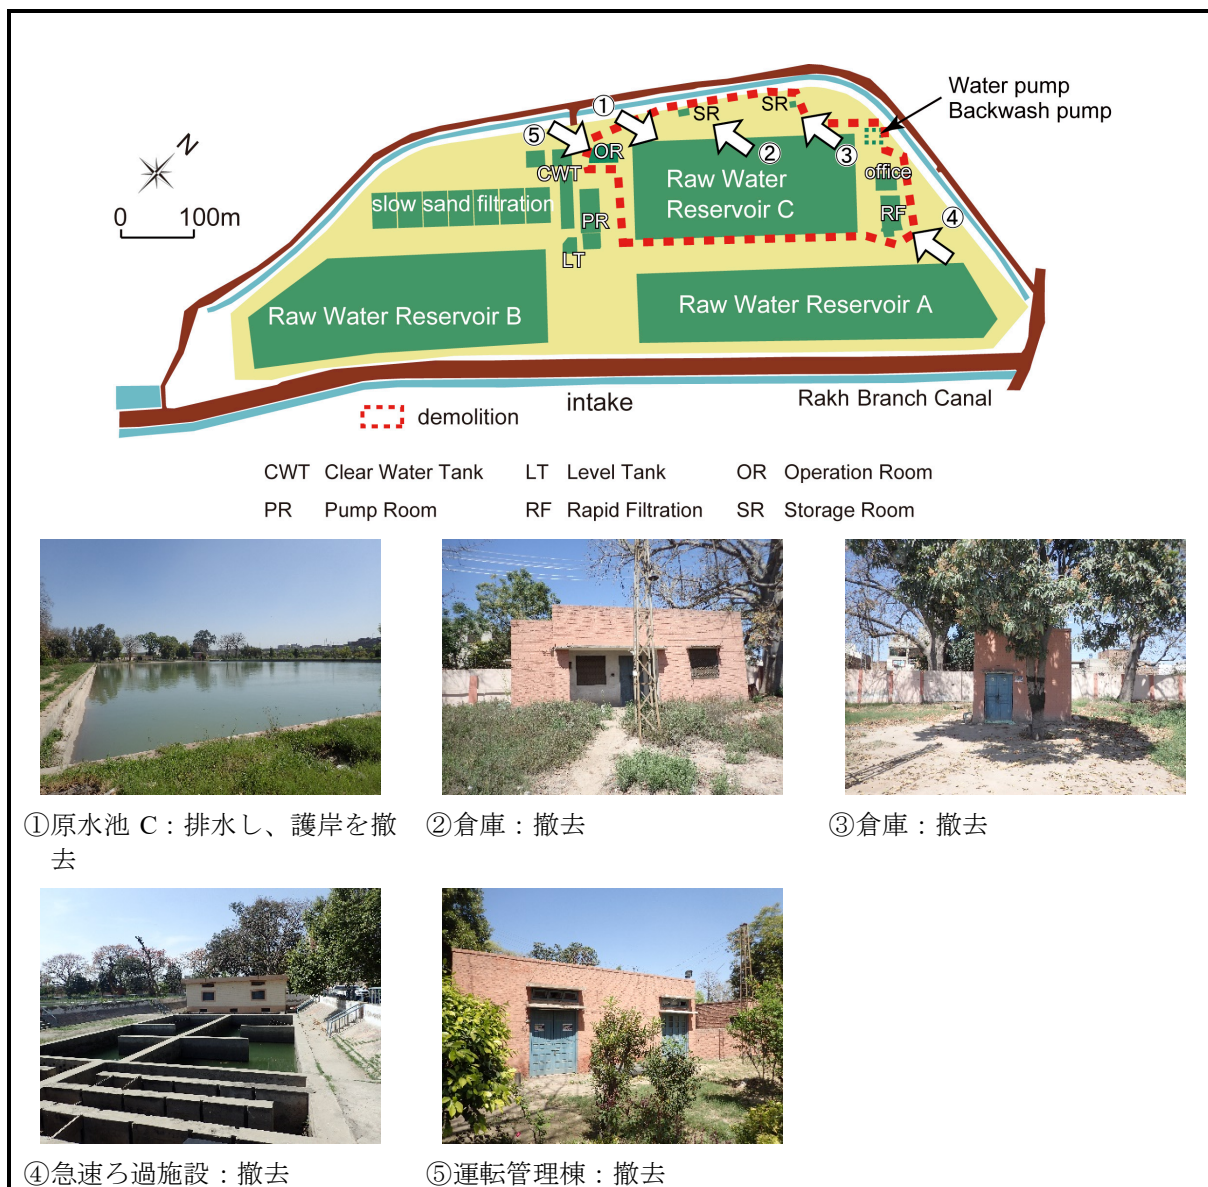 Water pump
Backwash pump
①
SR
SR
⑤
OR
②
③
N
CWT
office
Raw Water
Reservoir C
slow sand filtration
0 100m
PR
RF
④
LT
Raw Water Reservoir B
Raw Water Reservoir A
intake
Rakh Branch Canal
demolition
CWT Clear Water Tank LT Level Tank OR Operation Room
PR Pump Room RF Rapid Filtration SR Storage Room
①原水池 C：排水し、護岸を撤
去
②倉庫：撤去
③倉庫：撤去
④急速ろ過施設：撤去
⑤運転管理棟：撤去